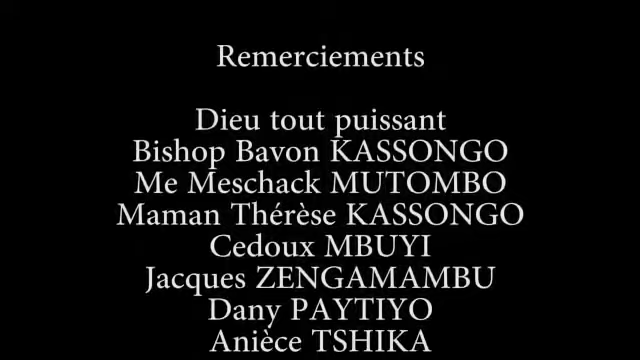 Remerciements
Dieu tout puissant
Bishop Bavon KASSONGO
Me Meschack MUTOMBO
Maman Thérèse KASSONGO
Cedoux MBUYI
Jacques ZENGAMAMBU
Dany PAYTIYO
Anièce TSHIKA